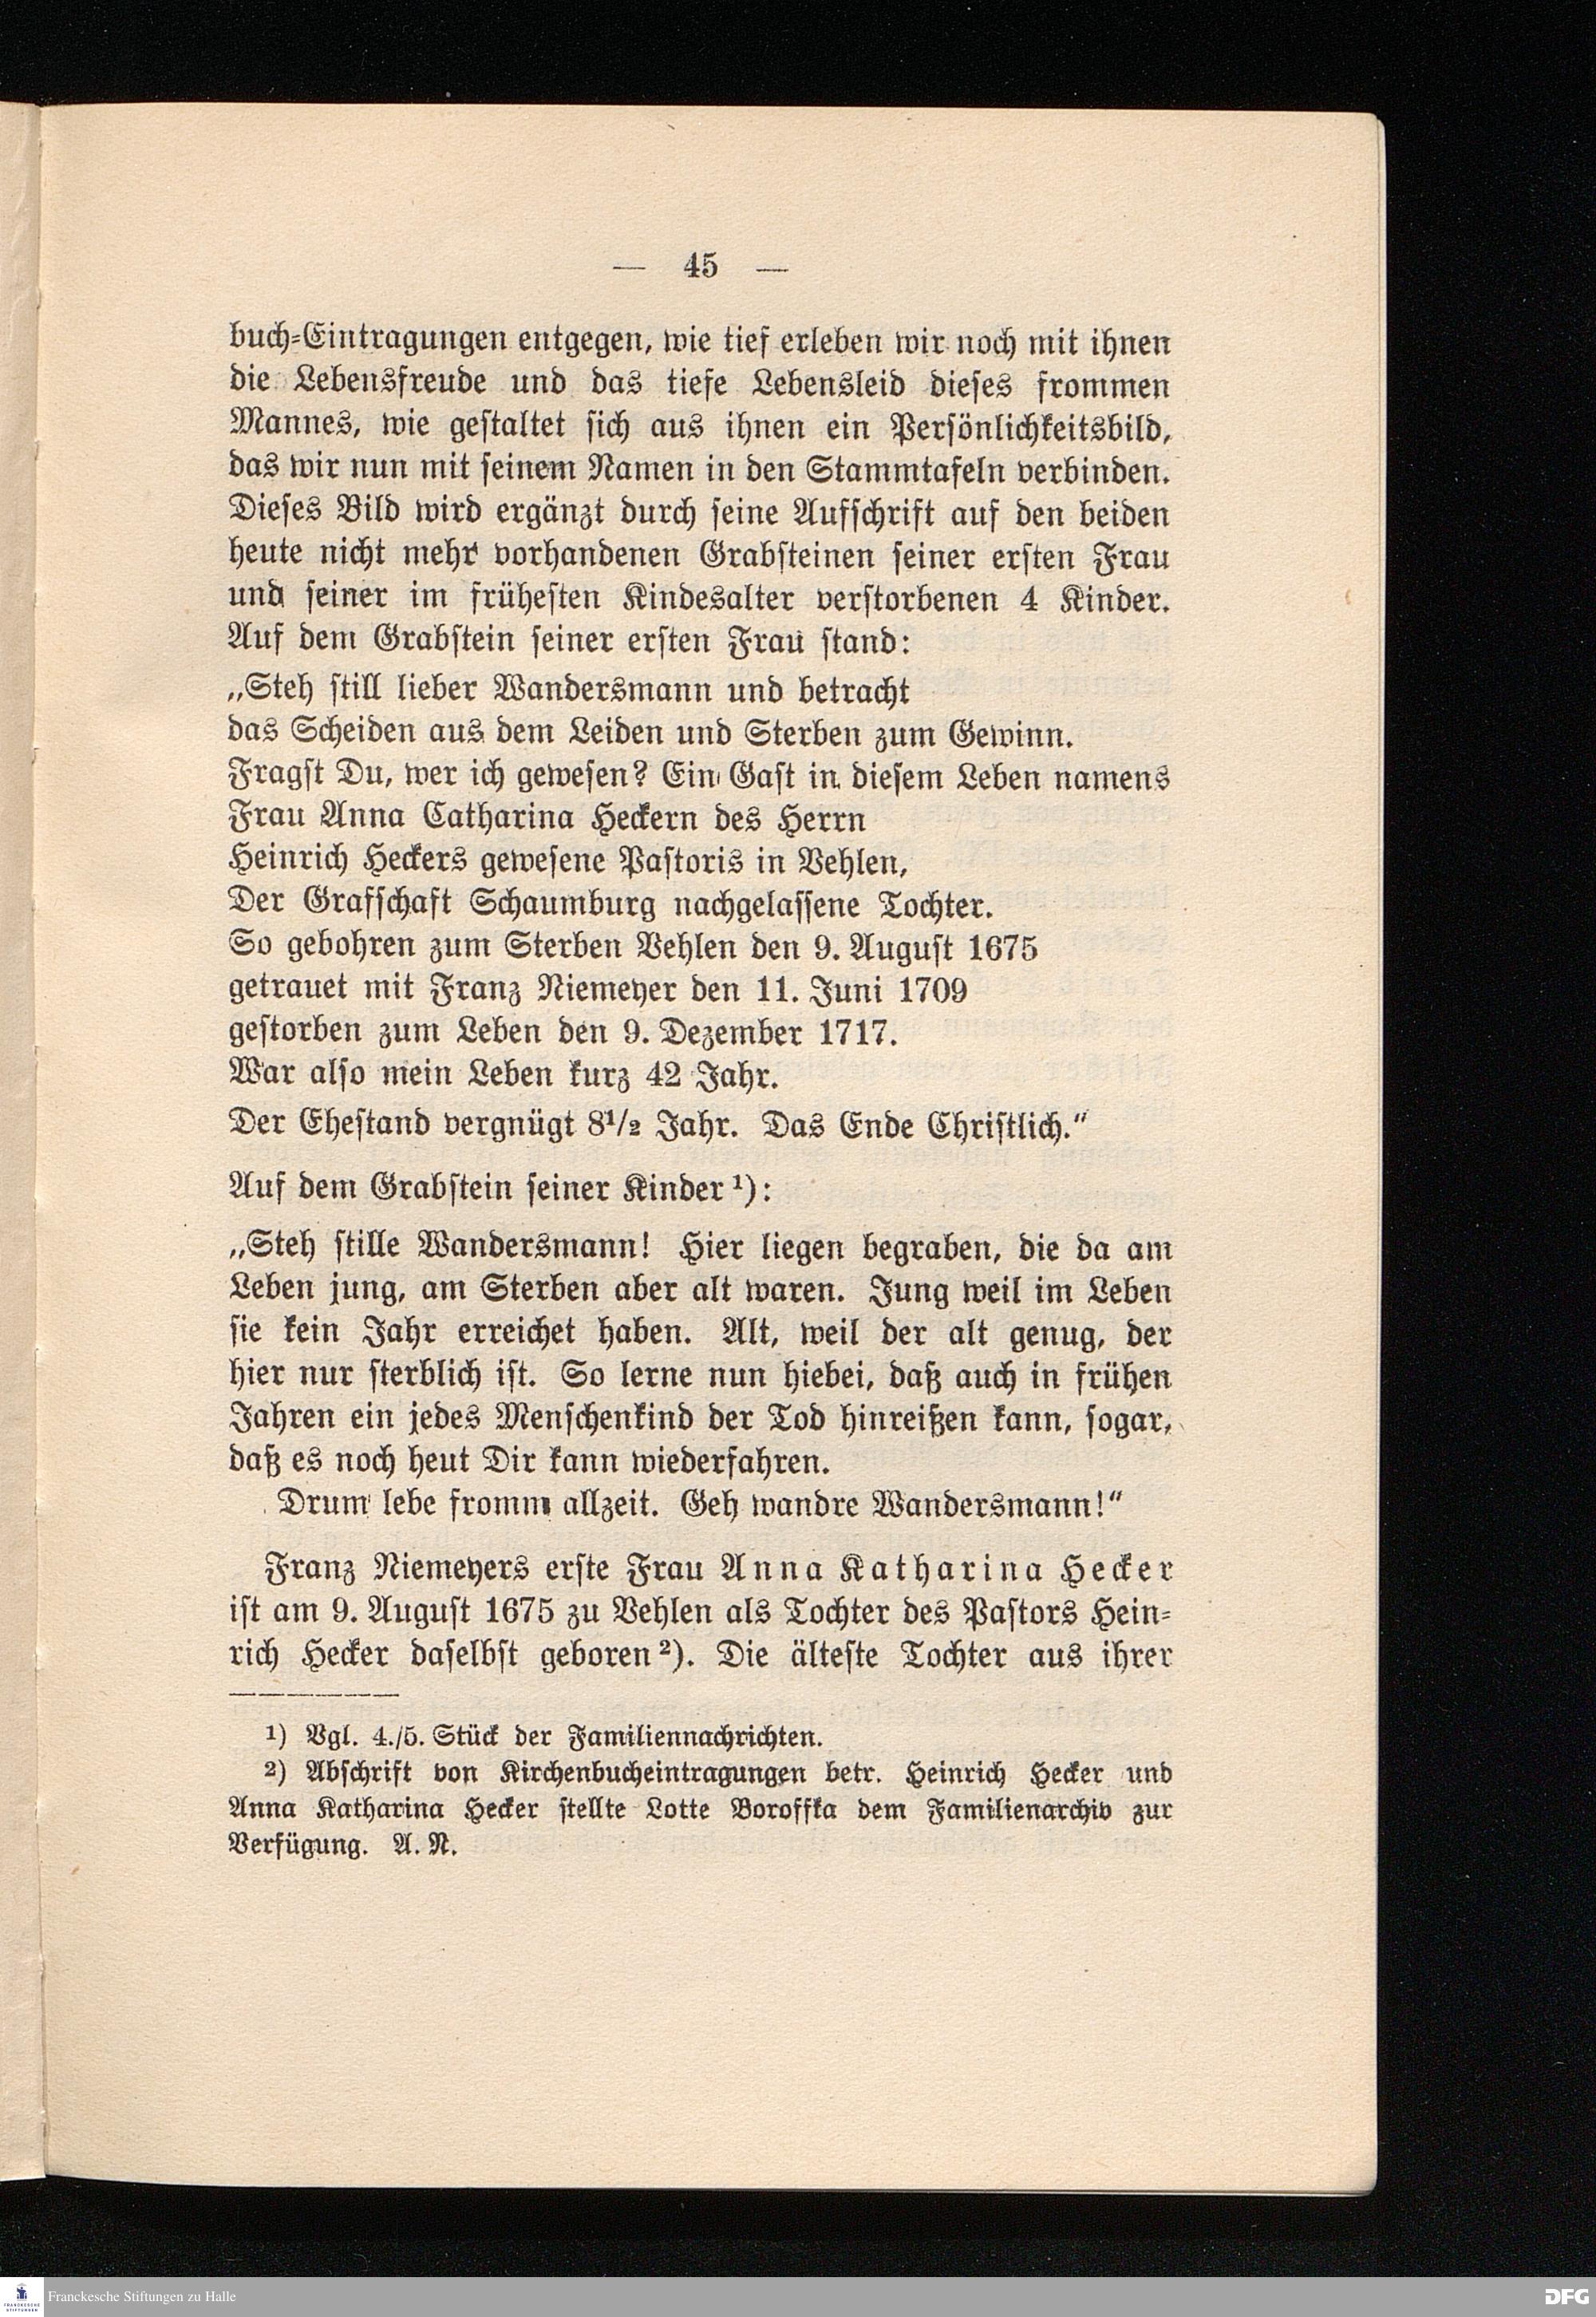 — 45 —
buch-Eintragungen entgegen, wie tief erleben wir noch mit ihnen
die Lebensfreude und das tiefe Lebensleid dieses frommen
Mannes, wie gestaltet sich aus ihnen ein Persönlichkeitsbild,
das wir nun mit seinem Namen in den Stammtafeln verbinden.
Dieses Bild wird ergänzt durch seine Aufschrift auf den beiden
heute nicht mehr vorhandenen Grabsteinen seiner ersten Frau
und seiner im frühesten Kindesalter verstorbenen 4 Kinder.
Auf dem Grabstein seiner ersten Frau stand:
„Steh still lieber Wandersmann und betracht
das Scheiden aus dem Leiden und Sterben zum Gewinn.
Fragst Du, wer ich gewesen? Ein Gast in diesem Leben namens
Frau Anna Catharina Heckern des Herrn
Heinrich Heckers gewesene Pastoris in Vehlen,
Der Grafschaft Schaumburg nachgelassene Tochter.
So gebohren zum Sterben Vehlen den 9. August 1675
getrauet mit Franz Niemeyer den 11. Juni 1709
gestorben zum Leben den 9. Dezember 1717.
War also mein Leben kurz 42 Jahr.
Der Ehestand vergnügt 8¹/₂ Jahr. Das Ende Christlich.“
Auf dem Grabstein seiner Kinder ¹):
„Steh stille Wandersmann! Hier liegen begraben, die da am
Leben jung, am Sterben aber alt waren. Jung weil im Leben
sie kein Jahr erreichet haben. Alt, weil der alt genug, der
hier nur sterblich ist. So lerne nun hiebei, daß auch in frühen
Jahren ein jedes Menschenkind der Tod hinreißen kann, sogar,
daß es noch heut Dir kann wiederfahren.
Drum lebe fromm allzeit. Geh wandre Wandersmann!“
Franz Niemeyers erste Frau Anna Katharina Hecker
ist am 9. August 1675 zu Vehlen als Tochter des Pastors Hein-
rich Hecker daselbst geboren ²). Die älteste Tochter aus ihrer
¹) Vgl. 4./5. Stück der Familiennachrichten.
²) Abschrift von Kirchenbucheintragungen betr. Heinrich Hecker und
Anna Katharina Hecker stellte Lotte Boroffka dem Familienarchiv zur
Verfügung. A. N.
FRANCKESCHE STIFTUNGEN
Franckesche Stiftungen zu Halle
DFG